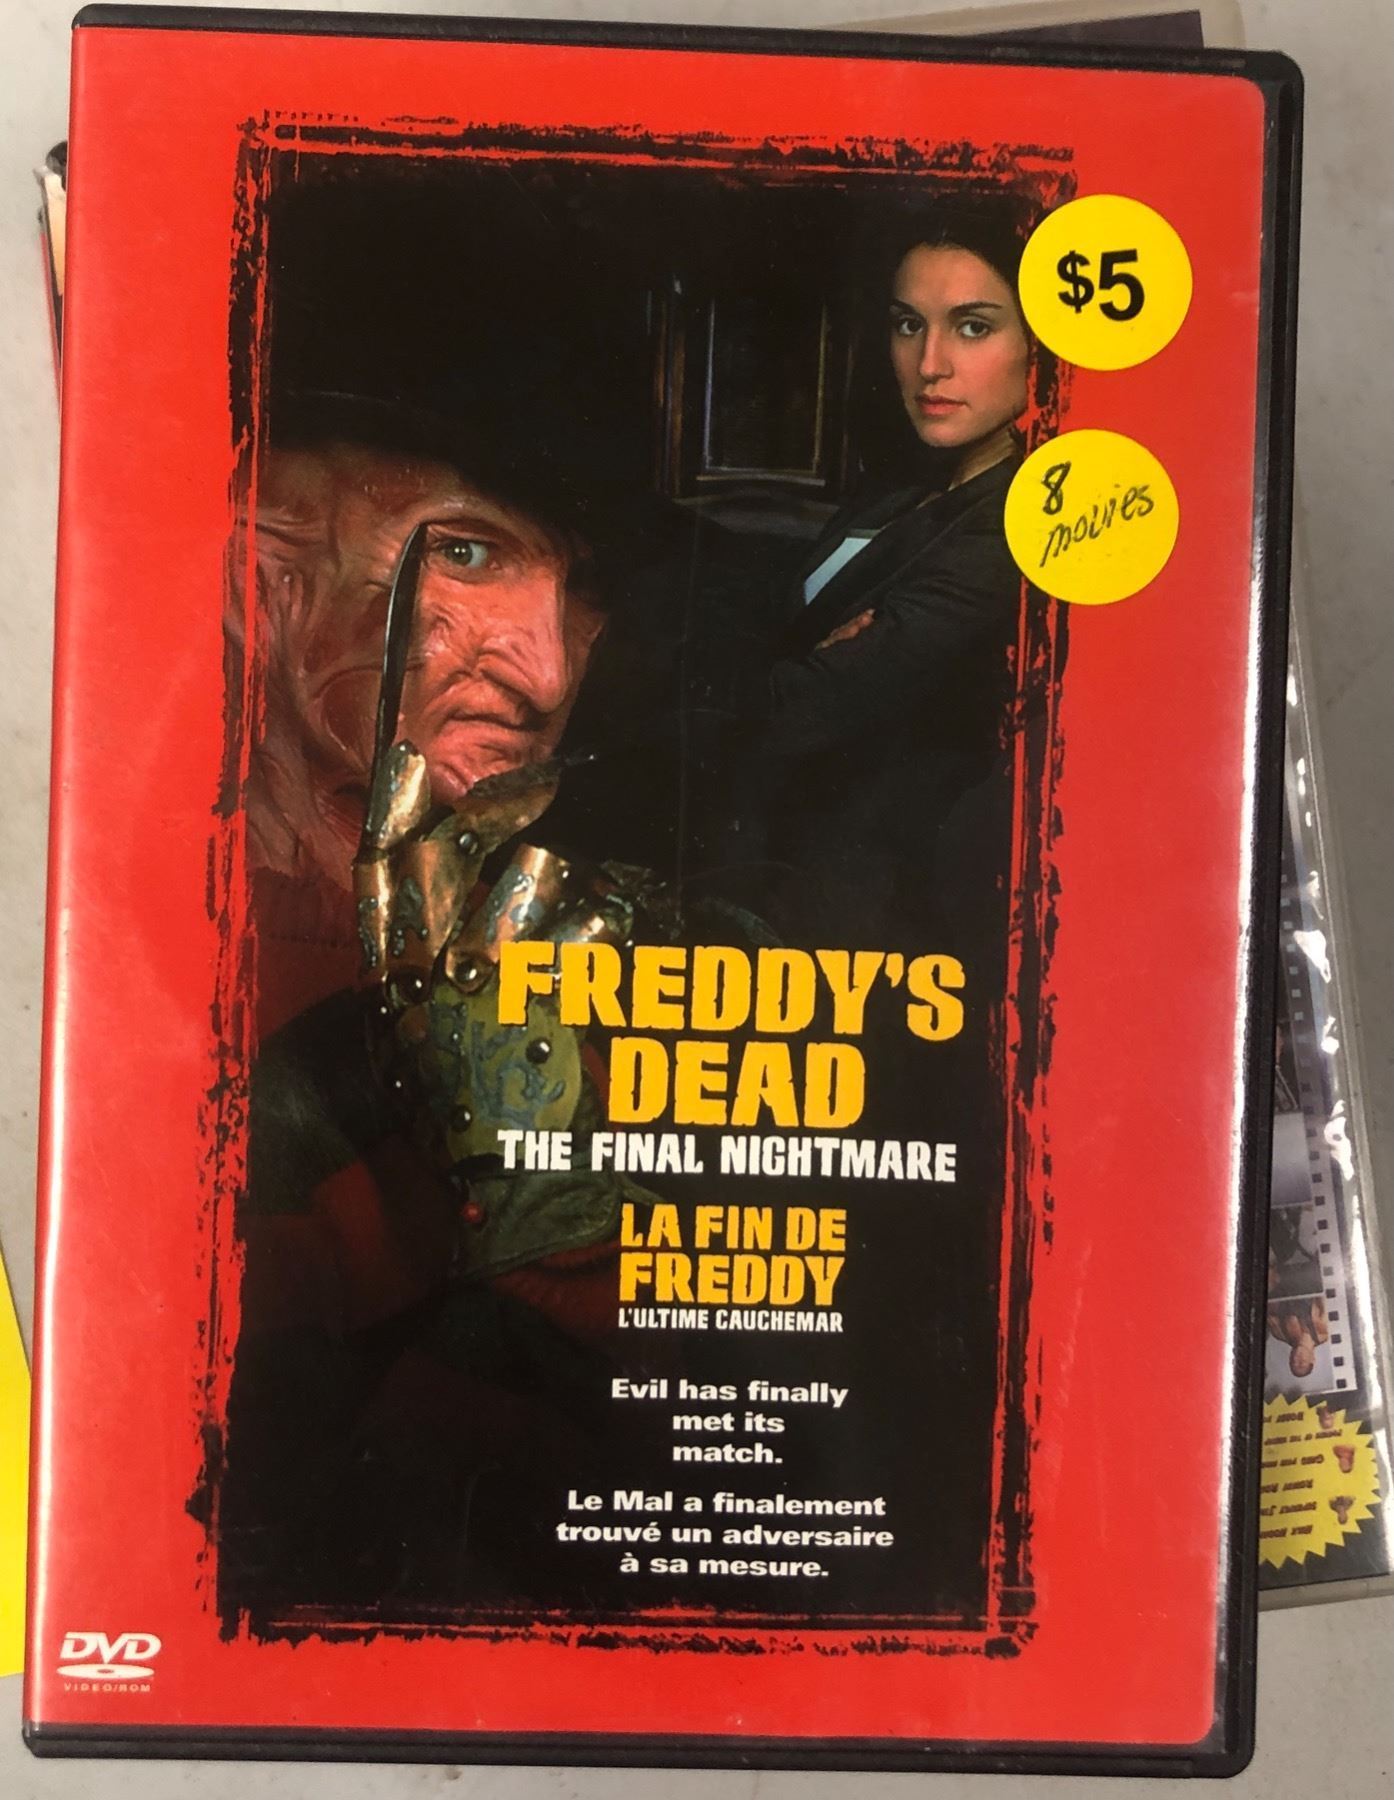 $5
8
movies
FREDDY'S
DEAD
THE FINAL NIGHTMARE
LA FIN DE
FREDDY
L'ULTIME CAUCHEMAR
Evil has finally
met its
match.
Le Mal a finalement
trouvé un adversaire
à sa mesure.
DVD
VIDEO/ROM